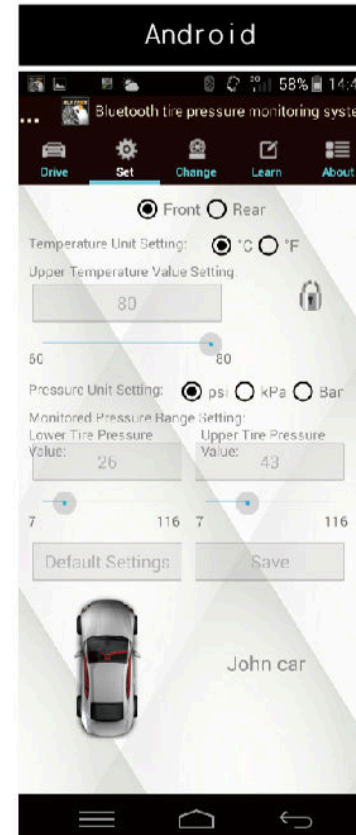 Android
58% 14:4
... Bluetooth tire pressure monitoring syste
Drive Set Change Learn About
Front Rear
Temperature Unit Setting: °C °F
Upper Temperature Value Setting:
80
60 80
Pressure Unit Setting: psi kPa Bar
Monitored Pressure Range Setting:
Lower Tire Pressure Value: Upper Tire Pressure Value:
26 43
7 116 7 116
Default Settings Save
John car